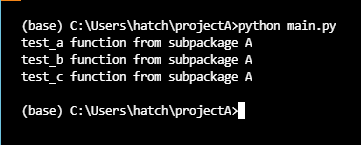 (base) C:\Users\hatch\projectA>python main.py
test_a function from subpackage A
test_b function from subpackage A
test_c function from subpackage A
(base) C:\Users\hatch\projectA>